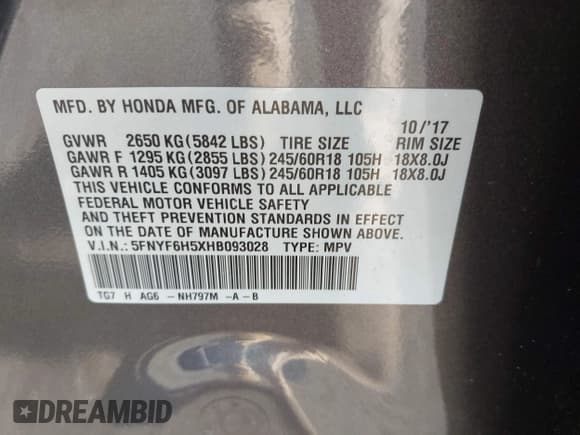 MFD. BY HONDA MFG. OF ALABAMA, LLC
10/'17
GVWR 2650 KG (5842 LBS) TIRE SIZE RIM SIZE
GAWR F 1295 KG (2855 LBS) 245/60R18 105H 18X8.0J
GAWR R 1405 KG (3097 LBS) 245/60R18 105H 18X8.0J
THIS VEHICLE CONFORMS TO ALL APPLICABLE
FEDERAL MOTOR VEHICLE SAFETY
AND THEFT PREVENTION STANDARDS IN EFFECT
ON THE DATE OF MANUFACTURE SHOWN ABOVE.
V.I.N.: 5FNYF6H5XHB093028 TYPE: MPV
TG7 H AG6 -NH797M -A-B
DREAMBID